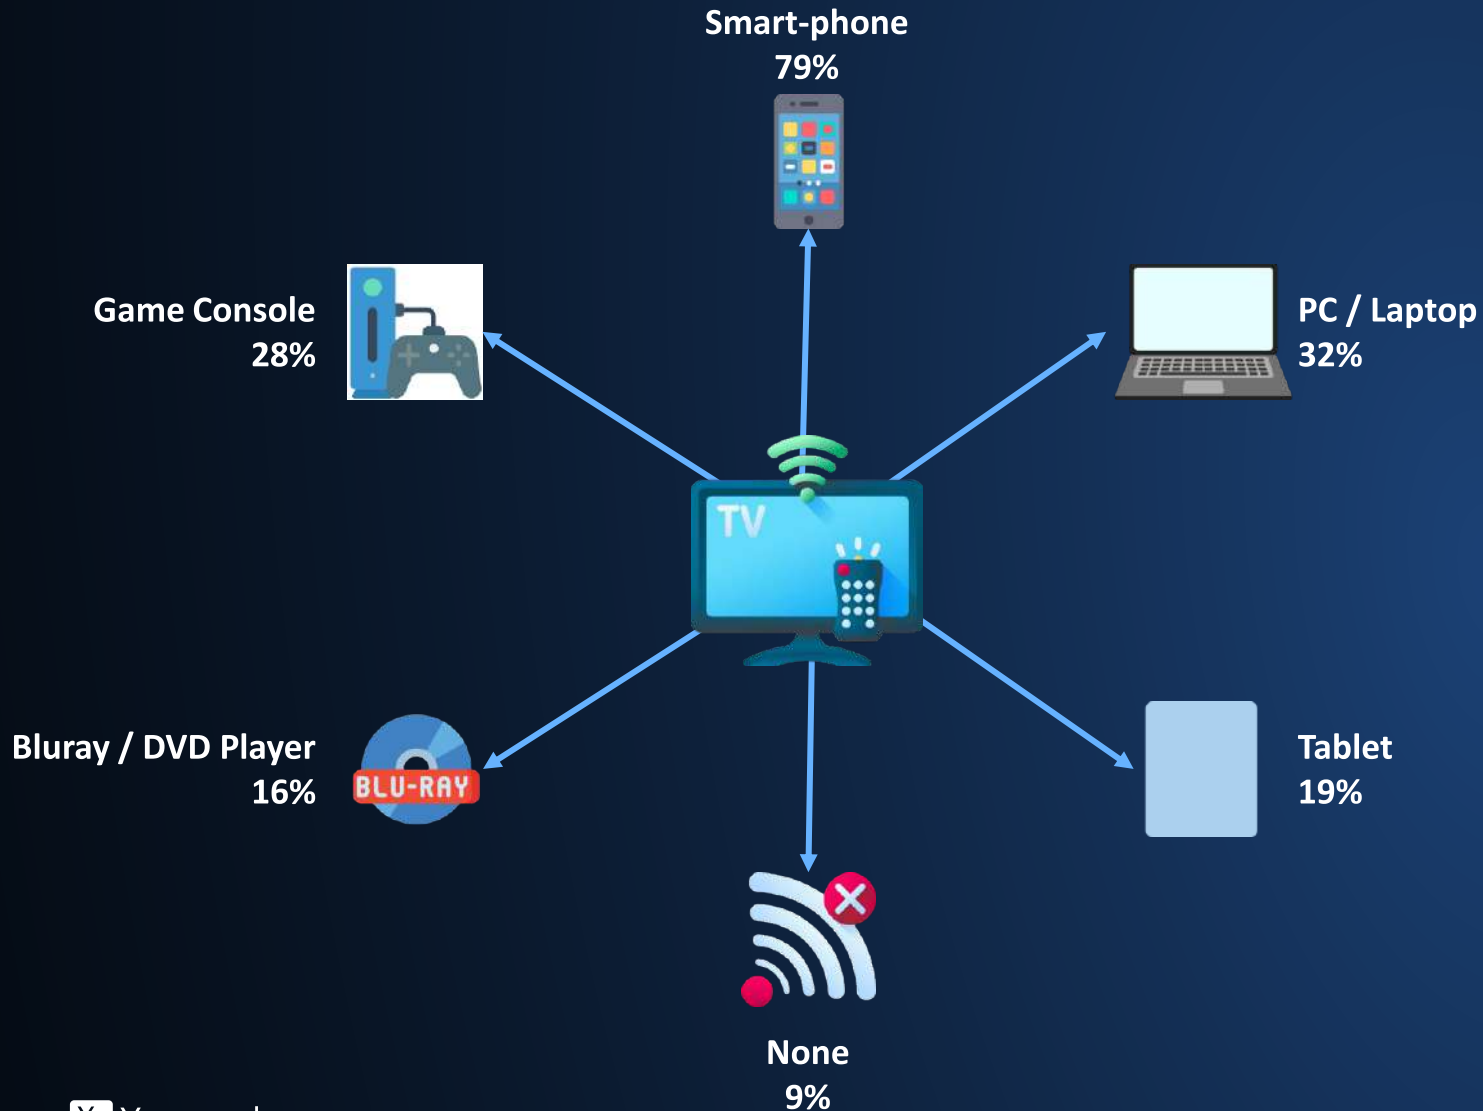 Smart-phone
79%
Game Console
28%
PC / Laptop
32%
TV
Bluray / DVD Player
16%
BLU-RAY
Tablet
19%
None
9%